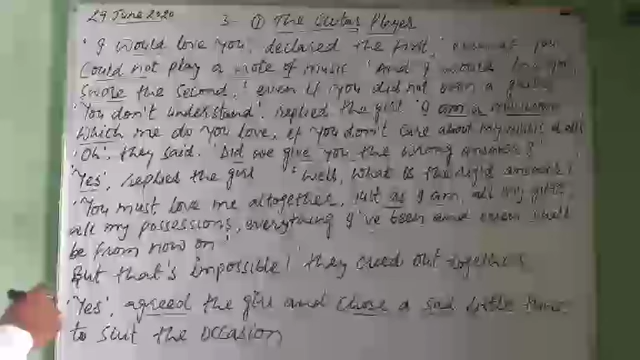 29 June 2020 3- ① The Guitar Player
'I would love you, declared the first,' even if you
could not play a note of music 'And I would love you,
Swore the second,' even if you did not own a guitar
'You don't understand'. replied the girl 'I am a musician
Which me do you love, if you don't care about my music at all
'Oh', they said. 'Did we give you the wrong answer?'
'Yes', replied the girl 'Well, What is the right answer?
'You must, love me altogether, just as I am, all my gifts,
all my possessions, everything I've been and even I will
be from now on'
But that's impossible! they cried out together
'Yes', agreed the girl and chose a sad little tune
to suit the occasion